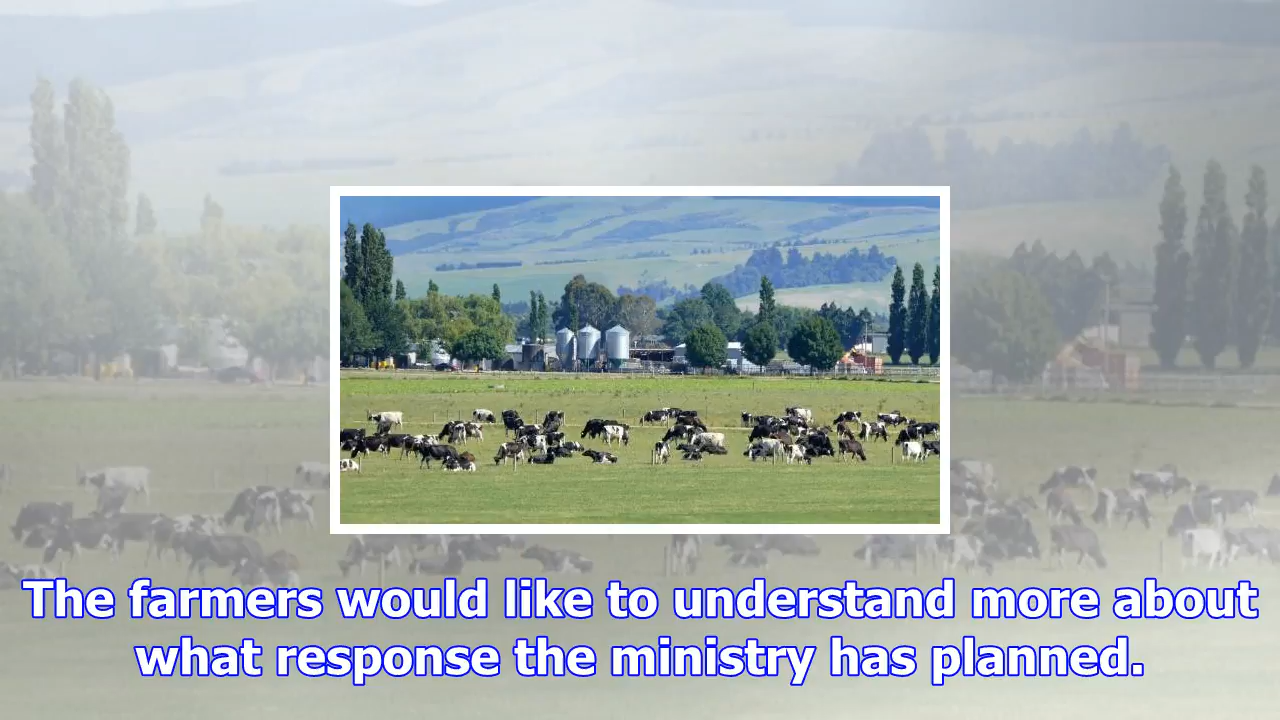 The farmers would like to understand more about
what response the ministry has planned.